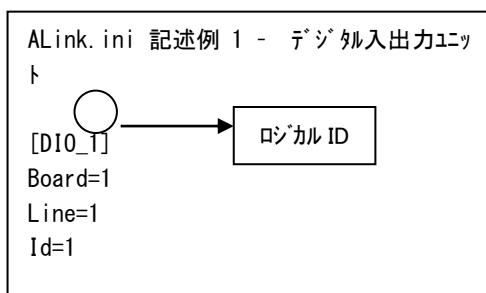 ALink.ini 記述例 1 - ﾃﾞｼﾞﾀﾙ入出力ﾕﾆｯ
ﾄ
ﾛｼﾞｶﾙ ID
[DIO_1]
Board=1
Line=1
Id=1